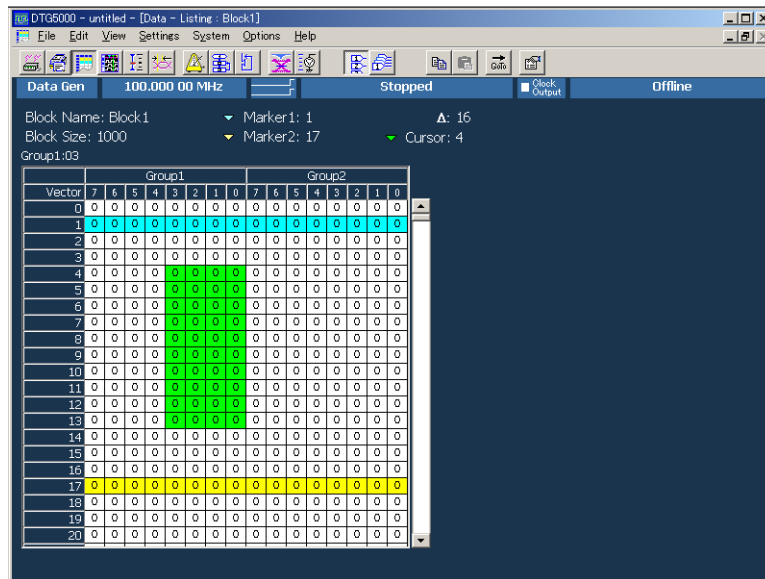 DTG5000 - untitled - [Data - Listing : Block1]
File Edit View Settings System Options Help
GoTo
Data Gen 100.000 00 MHz Stopped Clock Output Offline
Block Name: Block1 Marker1: 1 Δ: 16
Block Size: 1000 Marker2: 17 Cursor: 4
Group1:03
Group1 Group2
Vector 7 6 5 4 3 2 1 0 7 6 5 4 3 2 1 0
0 0 0 0 0 0 0 0 0 0 0 0 0 0 0 0 0
1 0 0 0 0 0 0 0 0 0 0 0 0 0 0 0 0
2 0 0 0 0 0 0 0 0 0 0 0 0 0 0 0 0
3 0 0 0 0 0 0 0 0 0 0 0 0 0 0 0 0
4 0 0 0 0 0 0 0 0 0 0 0 0 0 0 0 0
5 0 0 0 0 0 0 0 0 0 0 0 0 0 0 0 0
6 0 0 0 0 0 0 0 0 0 0 0 0 0 0 0 0
7 0 0 0 0 0 0 0 0 0 0 0 0 0 0 0 0
8 0 0 0 0 0 0 0 0 0 0 0 0 0 0 0 0
9 0 0 0 0 0 0 0 0 0 0 0 0 0 0 0 0
10 0 0 0 0 0 0 0 0 0 0 0 0 0 0 0 0
11 0 0 0 0 0 0 0 0 0 0 0 0 0 0 0 0
12 0 0 0 0 0 0 0 0 0 0 0 0 0 0 0 0
13 0 0 0 0 0 0 0 0 0 0 0 0 0 0 0 0
14 0 0 0 0 0 0 0 0 0 0 0 0 0 0 0 0
15 0 0 0 0 0 0 0 0 0 0 0 0 0 0 0 0
16 0 0 0 0 0 0 0 0 0 0 0 0 0 0 0 0
17 0 0 0 0 0 0 0 0 0 0 0 0 0 0 0 0
18 0 0 0 0 0 0 0 0 0 0 0 0 0 0 0 0
19 0 0 0 0 0 0 0 0 0 0 0 0 0 0 0 0
20 0 0 0 0 0 0 0 0 0 0 0 0 0 0 0 0